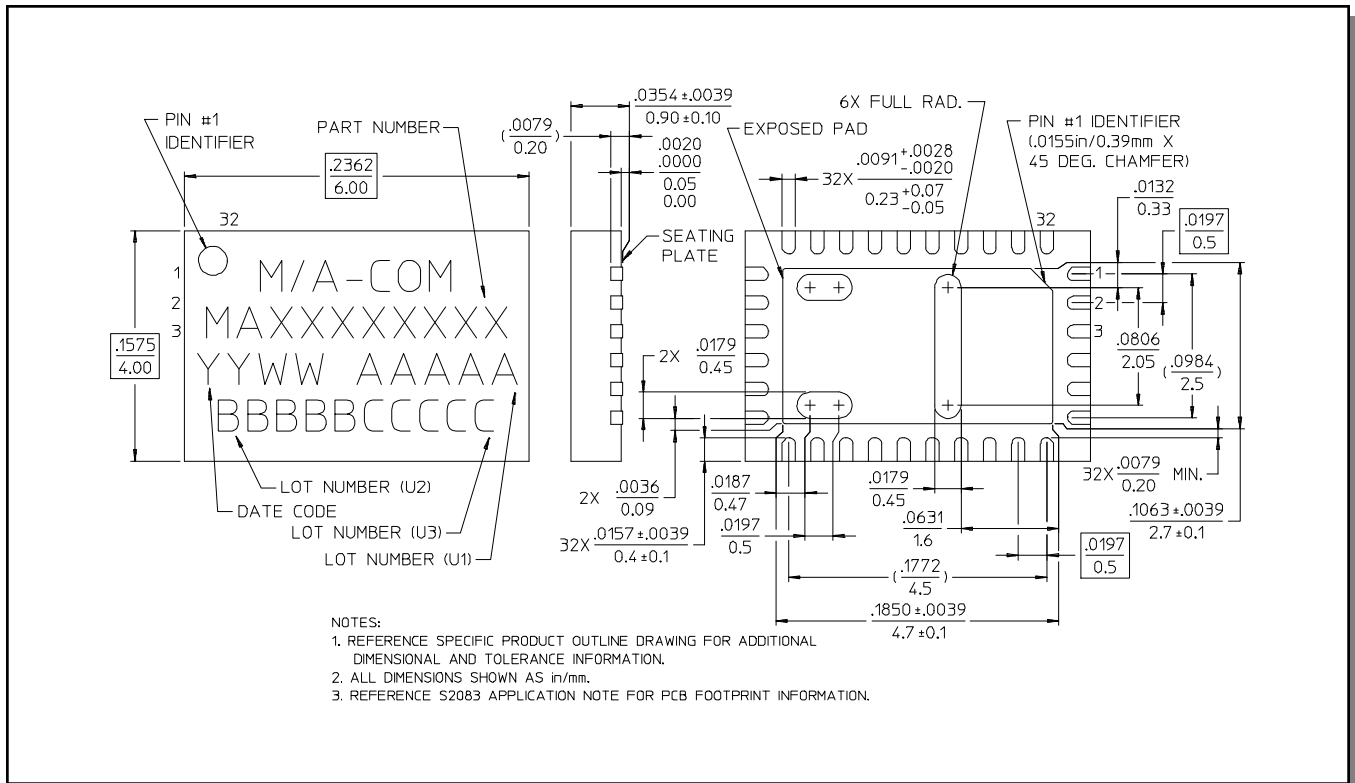 PIN #1
IDENTIFIER
PART NUMBER
.2362
6.00
32
1
2
3
.1575
4.00
M/A-COM
MAXXXXXXXXX
YYWW AAAAA
BBBBBCCCCC
LOT NUMBER (U2)
DATE CODE
LOT NUMBER (U3)
LOT NUMBER (U1)
.0354 ±.0039
0.90 ±0.10
(.0079
0.20)
.0020
.0000
0.05
0.00
SEATING
PLATE
EXPOSED PAD
32X .0091 +.0028
-.0020
0.23 +0.07
-0.05
6X FULL RAD.
PIN #1 IDENTIFIER
(.0155in/0.39mm X
45 DEG. CHAMFER)
32
.0132
0.33
.0197
0.5
1
2
3
.0806
2.05
(.0984
2.5)
2X .0179
0.45
2X .0036
0.09
32X .0157 ±.0039
0.4 ±0.1
.0187
0.47
.0197
0.5
.0179
0.45
.0631
1.6
32X .0079 MIN.
0.20
.1063 ±.0039
2.7 ±0.1
.0197
0.5
(.1772
4.5)
.1850 ±.0039
4.7 ±0.1
NOTES:
1. REFERENCE SPECIFIC PRODUCT OUTLINE DRAWING FOR ADDITIONAL
DIMENSIONAL AND TOLERANCE INFORMATION.
2. ALL DIMENSIONS SHOWN AS in/mm.
3. REFERENCE S2083 APPLICATION NOTE FOR PCB FOOTPRINT INFORMATION.